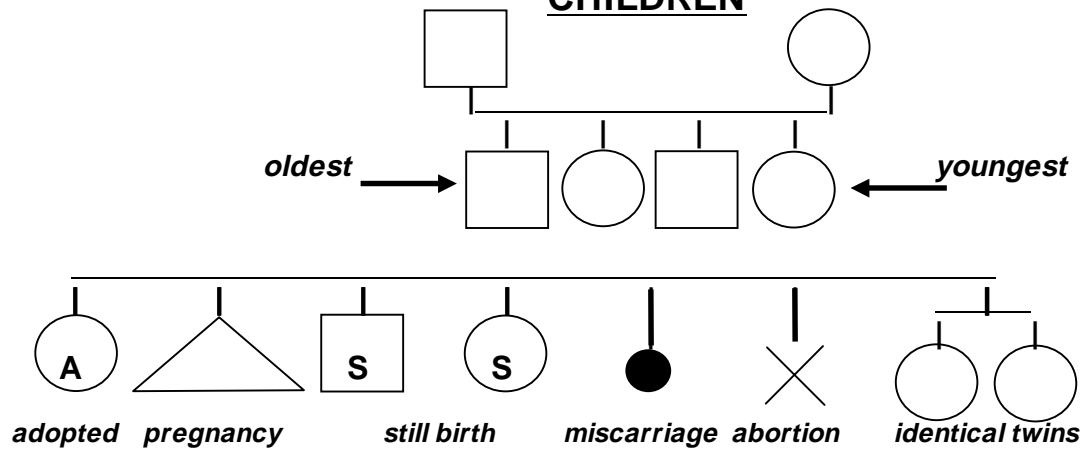 CHILDREN
oldest
youngest
A
S
S
adopted pregnancy still birth miscarriage abortion identical twins